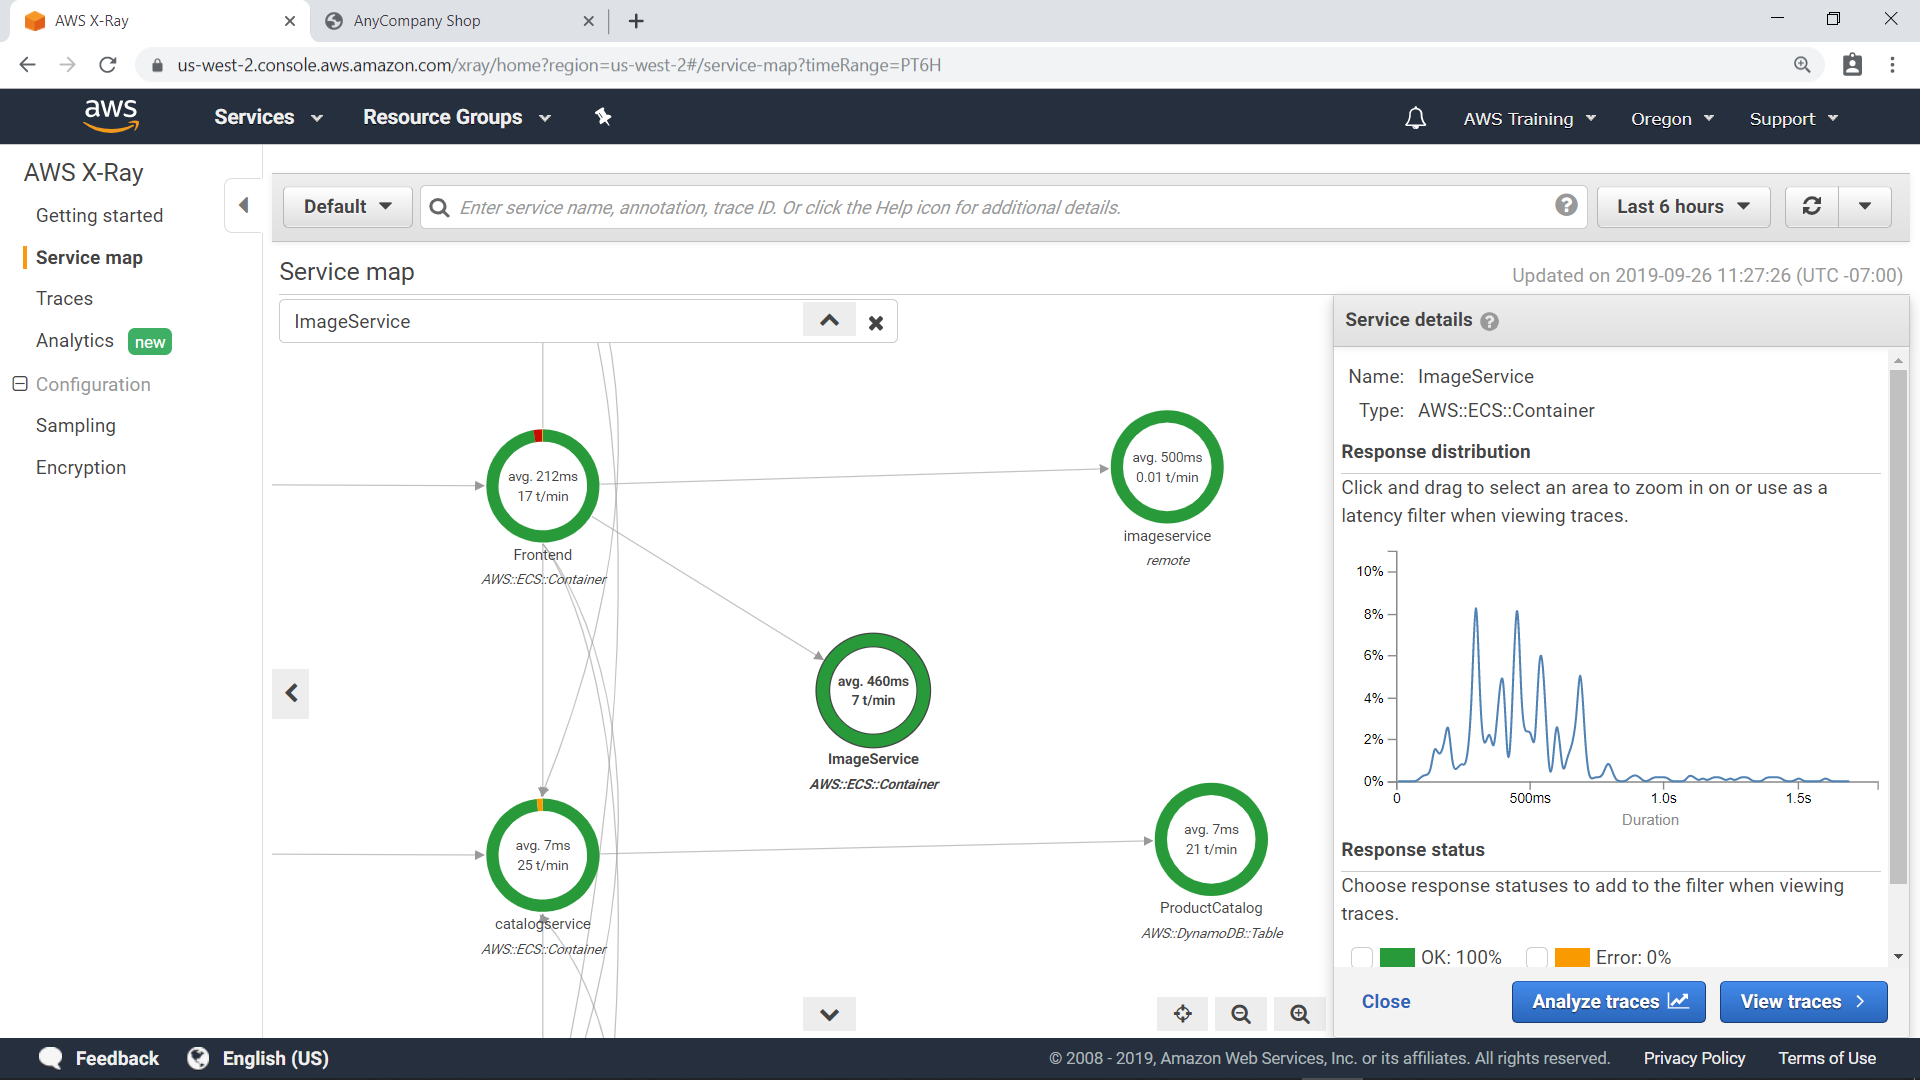 AWS X-Ray
AnyCompany Shop
us-west-2.console.aws.amazon.com/xray/home?region=us-west-2#/service-map?timeRange=PT6H
aws
Services
Resource Groups
AWS Training
Oregon
Support
AWS X-Ray
Getting started
Service map
Traces
Analytics new
Configuration
Sampling
Encryption
Default
Enter service name, annotation, trace ID. Or click the Help icon for additional details.
?
Last 6 hours
Service map
Updated on 2019-09-26 11:27:26 (UTC -07:00)
ImageService
avg. 212ms
17 t/min
Frontend
AWS::ECS::Container
avg. 500ms
0.01 t/min
imageservice
remote
avg. 460ms
7 t/min
ImageService
AWS::ECS::Container
avg. 7ms
25 t/min
catalogservice
AWS::ECS::Container
avg. 7ms
21 t/min
ProductCatalog
AWS::DynamoDB::Table
Service details ?
Name: ImageService
Type: AWS::ECS::Container
Response distribution
Click and drag to select an area to zoom in on or use as a
latency filter when viewing traces.
10%
8%
6%
4%
2%
0%
0 500ms 1.0s 1.5s
Duration
Response status
Choose response statuses to add to the filter when viewing
traces.
OK: 100% Error: 0%
Close
Analyze traces
View traces
Feedback
English (US)
© 2008 - 2019, Amazon Web Services, Inc. or its affiliates. All rights reserved.
Privacy Policy
Terms of Use